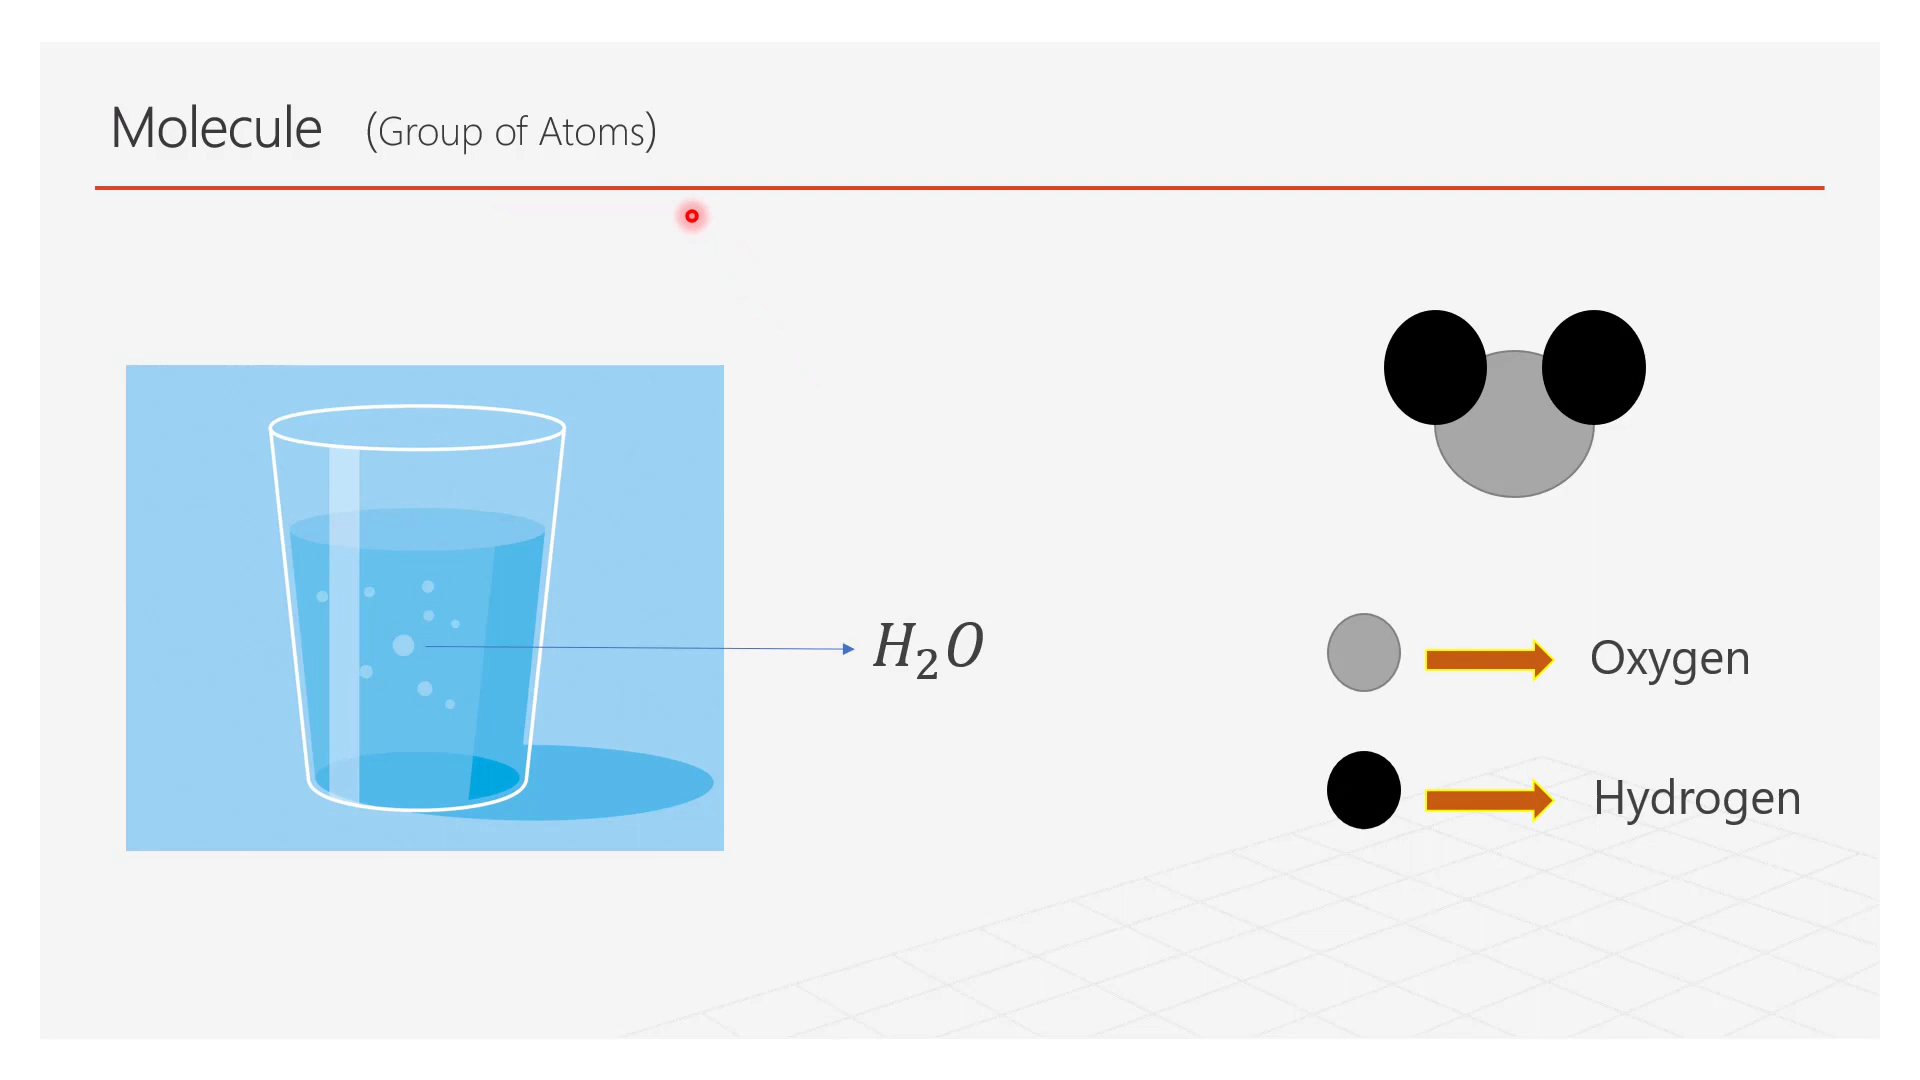 Molecule (Group of Atoms)
H₂O
Oxygen
Hydrogen